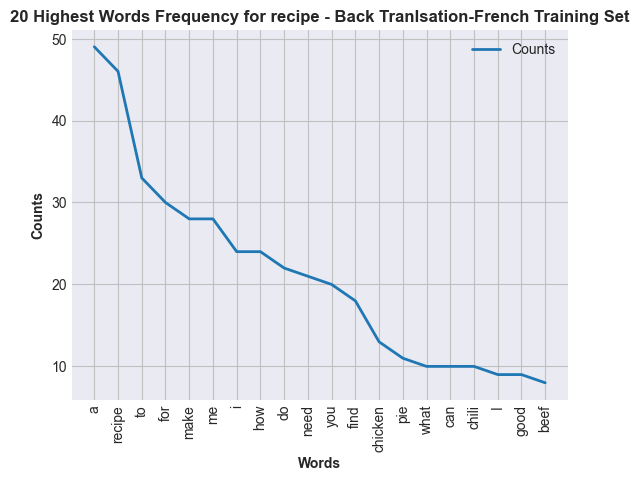 20 Highest Words Frequency for recipe - Back Tranlsation-French Training Set
Counts
50
40
30
20
10
Counts
a
recipe
to
for
make
me
i
how
do
need
you
find
chicken
pie
what
can
chili
I
good
beef
Words